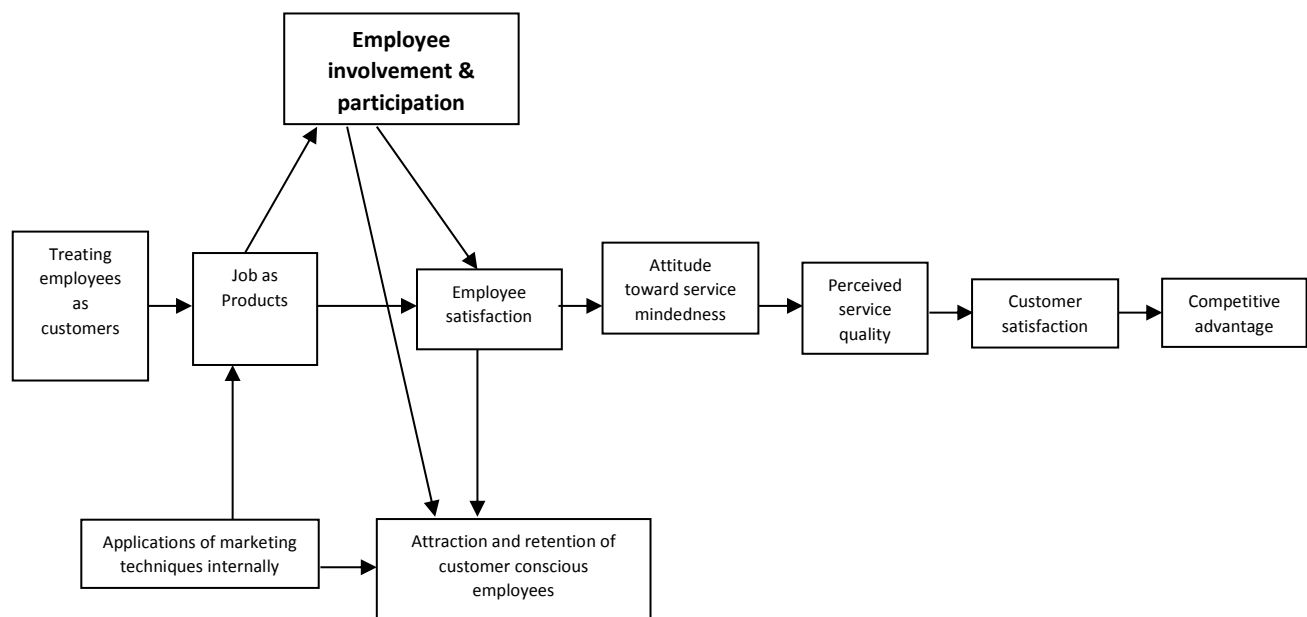 Employee
involvement &
participation
Treating
employees
as
customers
Job as
Products
Employee
satisfaction
Attitude
toward service
mindedness
Perceived
service
quality
Customer
satisfaction
Competitive
advantage
Applications of marketing
techniques internally
Attraction and retention of
customer conscious
employees